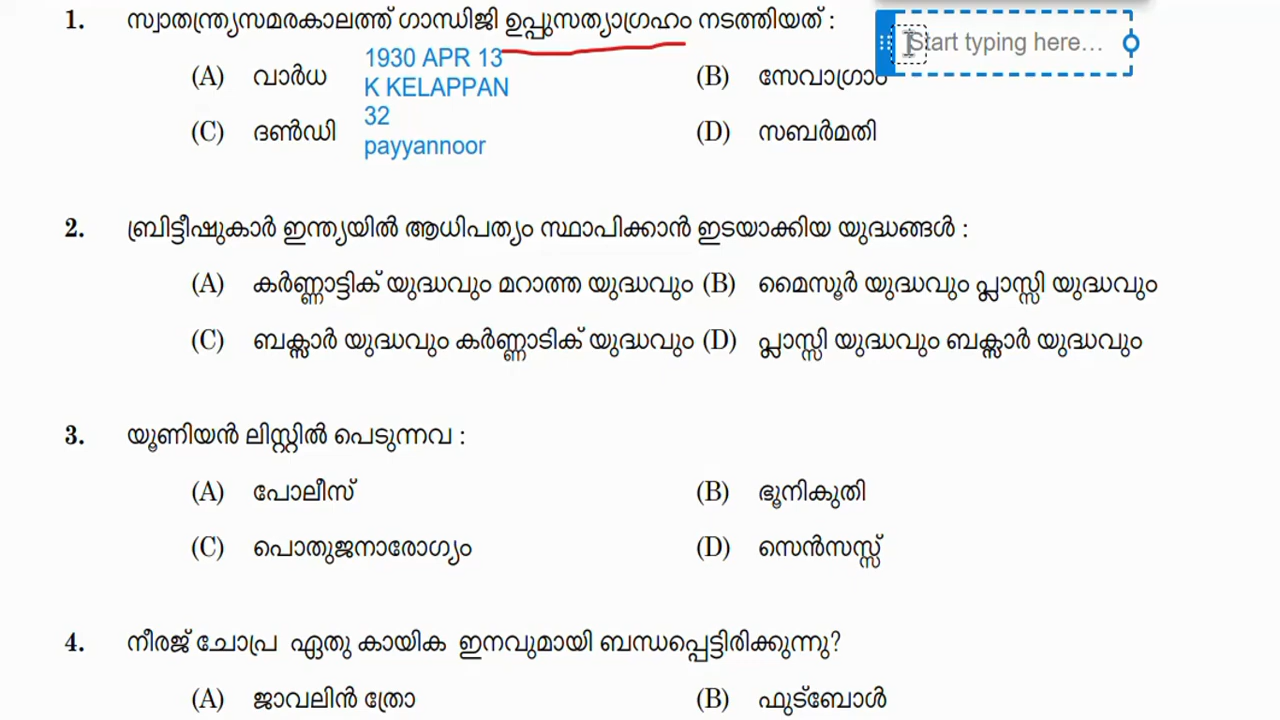 1. സ്വാതന്ത്ര്യസമരകാലത്ത് ഗാന്ധിജി ഉപ്പുസത്യാഗ്രഹം നടത്തിയത് :
Start typing here...
1930 APR 13
(A) വാർധ (B) സേവാഗ്രാം
K KELAPPAN
32
(C) ദൺഡി (D) സബർമതി
payyannoor
2. ബ്രിട്ടീഷുകാർ ഇന്ത്യയിൽ ആധിപത്യം സ്ഥാപിക്കാൻ ഇടയാക്കിയ യുദ്ധങ്ങൾ :
(A) കർണ്ണാട്ടിക് യുദ്ധവും മറാത്ത യുദ്ധവും (B) മൈസൂർ യുദ്ധവും പ്ലാസ്സി യുദ്ധവും
(C) ബക്സാർ യുദ്ധവും കർണ്ണാടിക് യുദ്ധവും (D) പ്ലാസ്സി യുദ്ധവും ബക്സാർ യുദ്ധവും
3. യൂണിയൻ ലിസ്റ്റിൽ പെടുന്നവ :
(A) പോലീസ് (B) ഭൂനികുതി
(C) പൊതുജനാരോഗ്യം (D) സെൻസസ്സ്
4. നീരജ് ചോപ്ര ഏതു കായിക ഇനവുമായി ബന്ധപ്പെട്ടിരിക്കുന്നു?
(A) ജാവലിൻ ത്രോ (B) ഫുട്ബോൾ